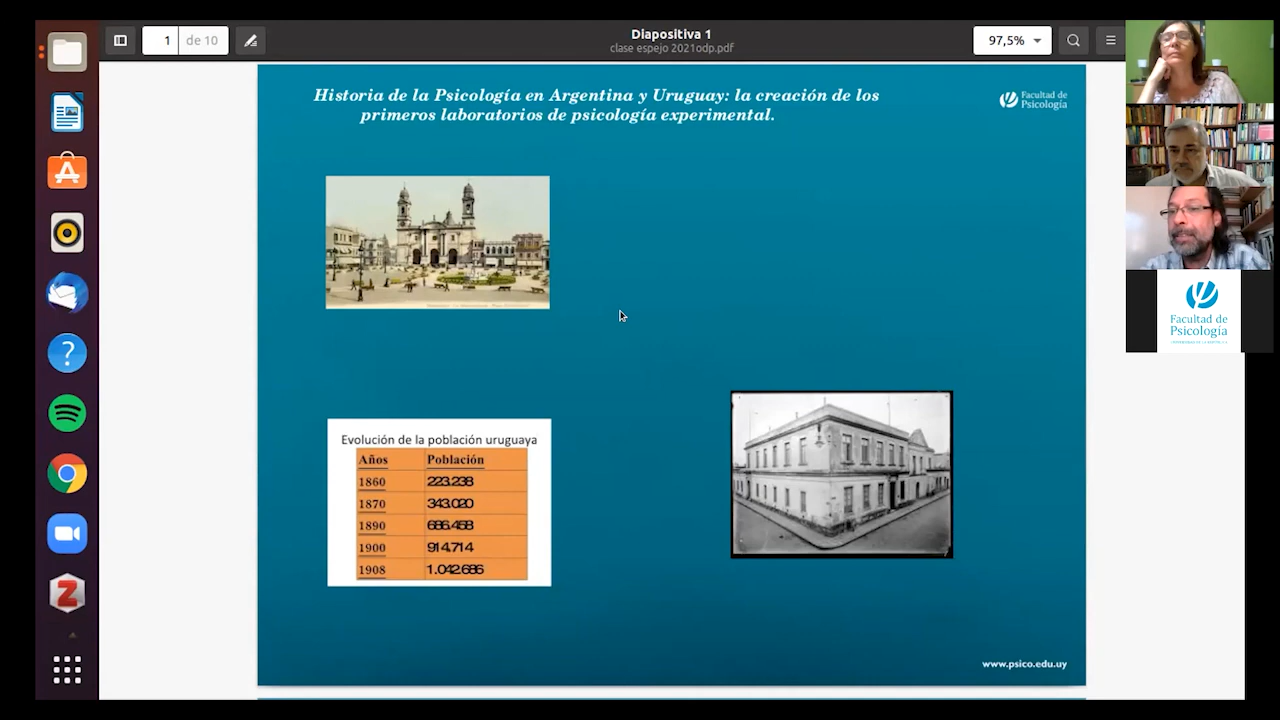 1
de 10
Diapositiva 1
clase espejo 2021odp.pdf
97,5%
Historia de la Psicología en Argentina y Uruguay: la creación de los
primeros laboratorios de psicología experimental.
Facultad de
Psicología
Evolución de la población uruguaya
Años Población
1860 223.238
1870 343.020
1890 686.458
1900 914.714
1908 1.042.686
www.psico.edu.uy
Facultad de
Psicología